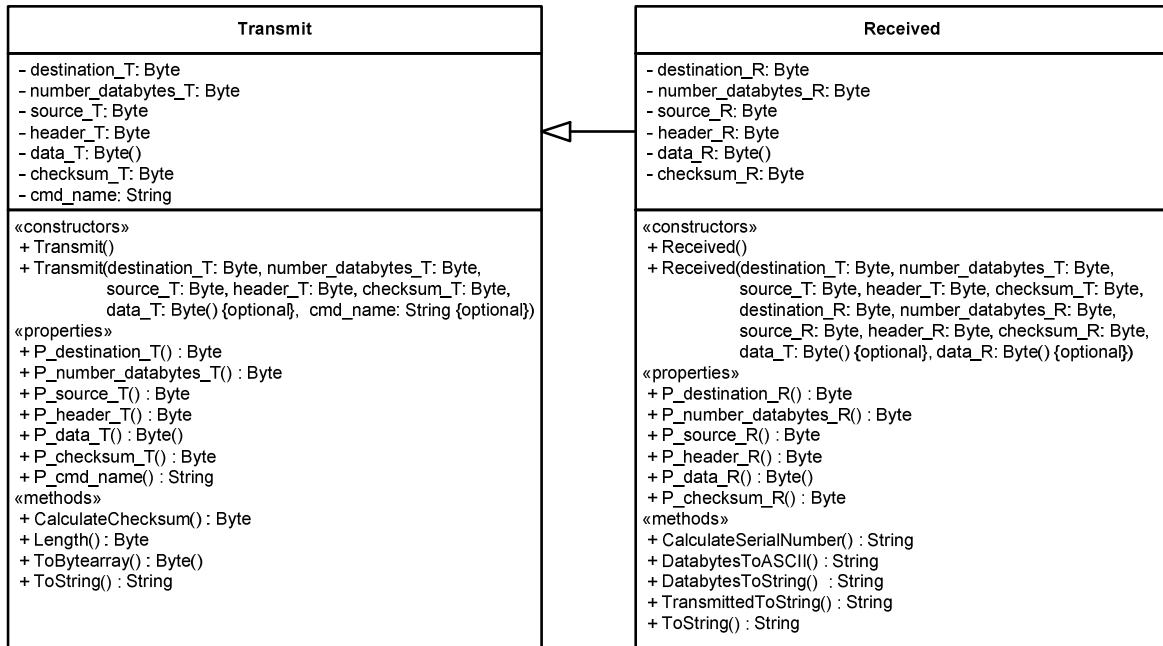 Transmit
- destination_T: Byte
- number_databytes_T: Byte
- source_T: Byte
- header_T: Byte
- data_T: Byte()
- checksum_T: Byte
- cmd_name: String
«constructors»
+ Transmit()
+ Transmit(destination_T: Byte, number_databytes_T: Byte,
source_T: Byte, header_T: Byte, checksum_T: Byte,
data_T: Byte() {optional}, cmd_name: String {optional})
«properties»
+ P_destination_T() : Byte
+ P_number_databytes_T() : Byte
+ P_source_T() : Byte
+ P_header_T() : Byte
+ P_data_T() : Byte()
+ P_checksum_T() : Byte
+ P_cmd_name() : String
«methods»
+ CalculateChecksum() : Byte
+ Length() : Byte
+ ToBytearray() : Byte()
+ ToString() : String
Received
- destination_R: Byte
- number_databytes_R: Byte
- source_R: Byte
- header_R: Byte
- data_R: Byte()
- checksum_R: Byte
«constructors»
+ Received()
+ Received(destination_T: Byte, number_databytes_T: Byte,
source_T: Byte, header_T: Byte, checksum_T: Byte,
destination_R: Byte, number_databytes_R: Byte,
source_R: Byte, header_R: Byte, checksum_R: Byte,
data_T: Byte() {optional}, data_R: Byte() {optional})
«properties»
+ P_destination_R() : Byte
+ P_number_databytes_R() : Byte
+ P_source_R() : Byte
+ P_header_R() : Byte
+ P_data_R() : Byte()
+ P_checksum_R() : Byte
«methods»
+ CalculateSerialNumber() : String
+ DatabytesToASCII() : String
+ DatabytesToString() : String
+ TransmittedToString() : String
+ ToString() : String